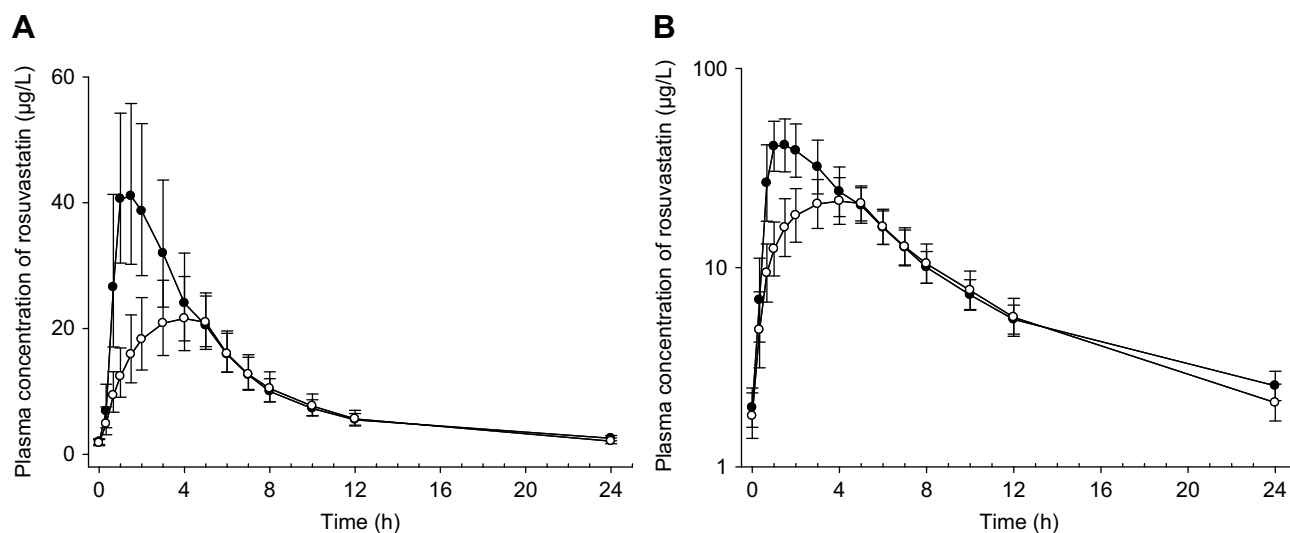 A
Plasma concentration of rosuvastatin (µg/L)
60
40
20
0
0 4 8 12 16 20 24
Time (h)
B
Plasma concentration of rosuvastatin (µg/L)
100
10
1
0 4 8 12 16 20 24
Time (h)